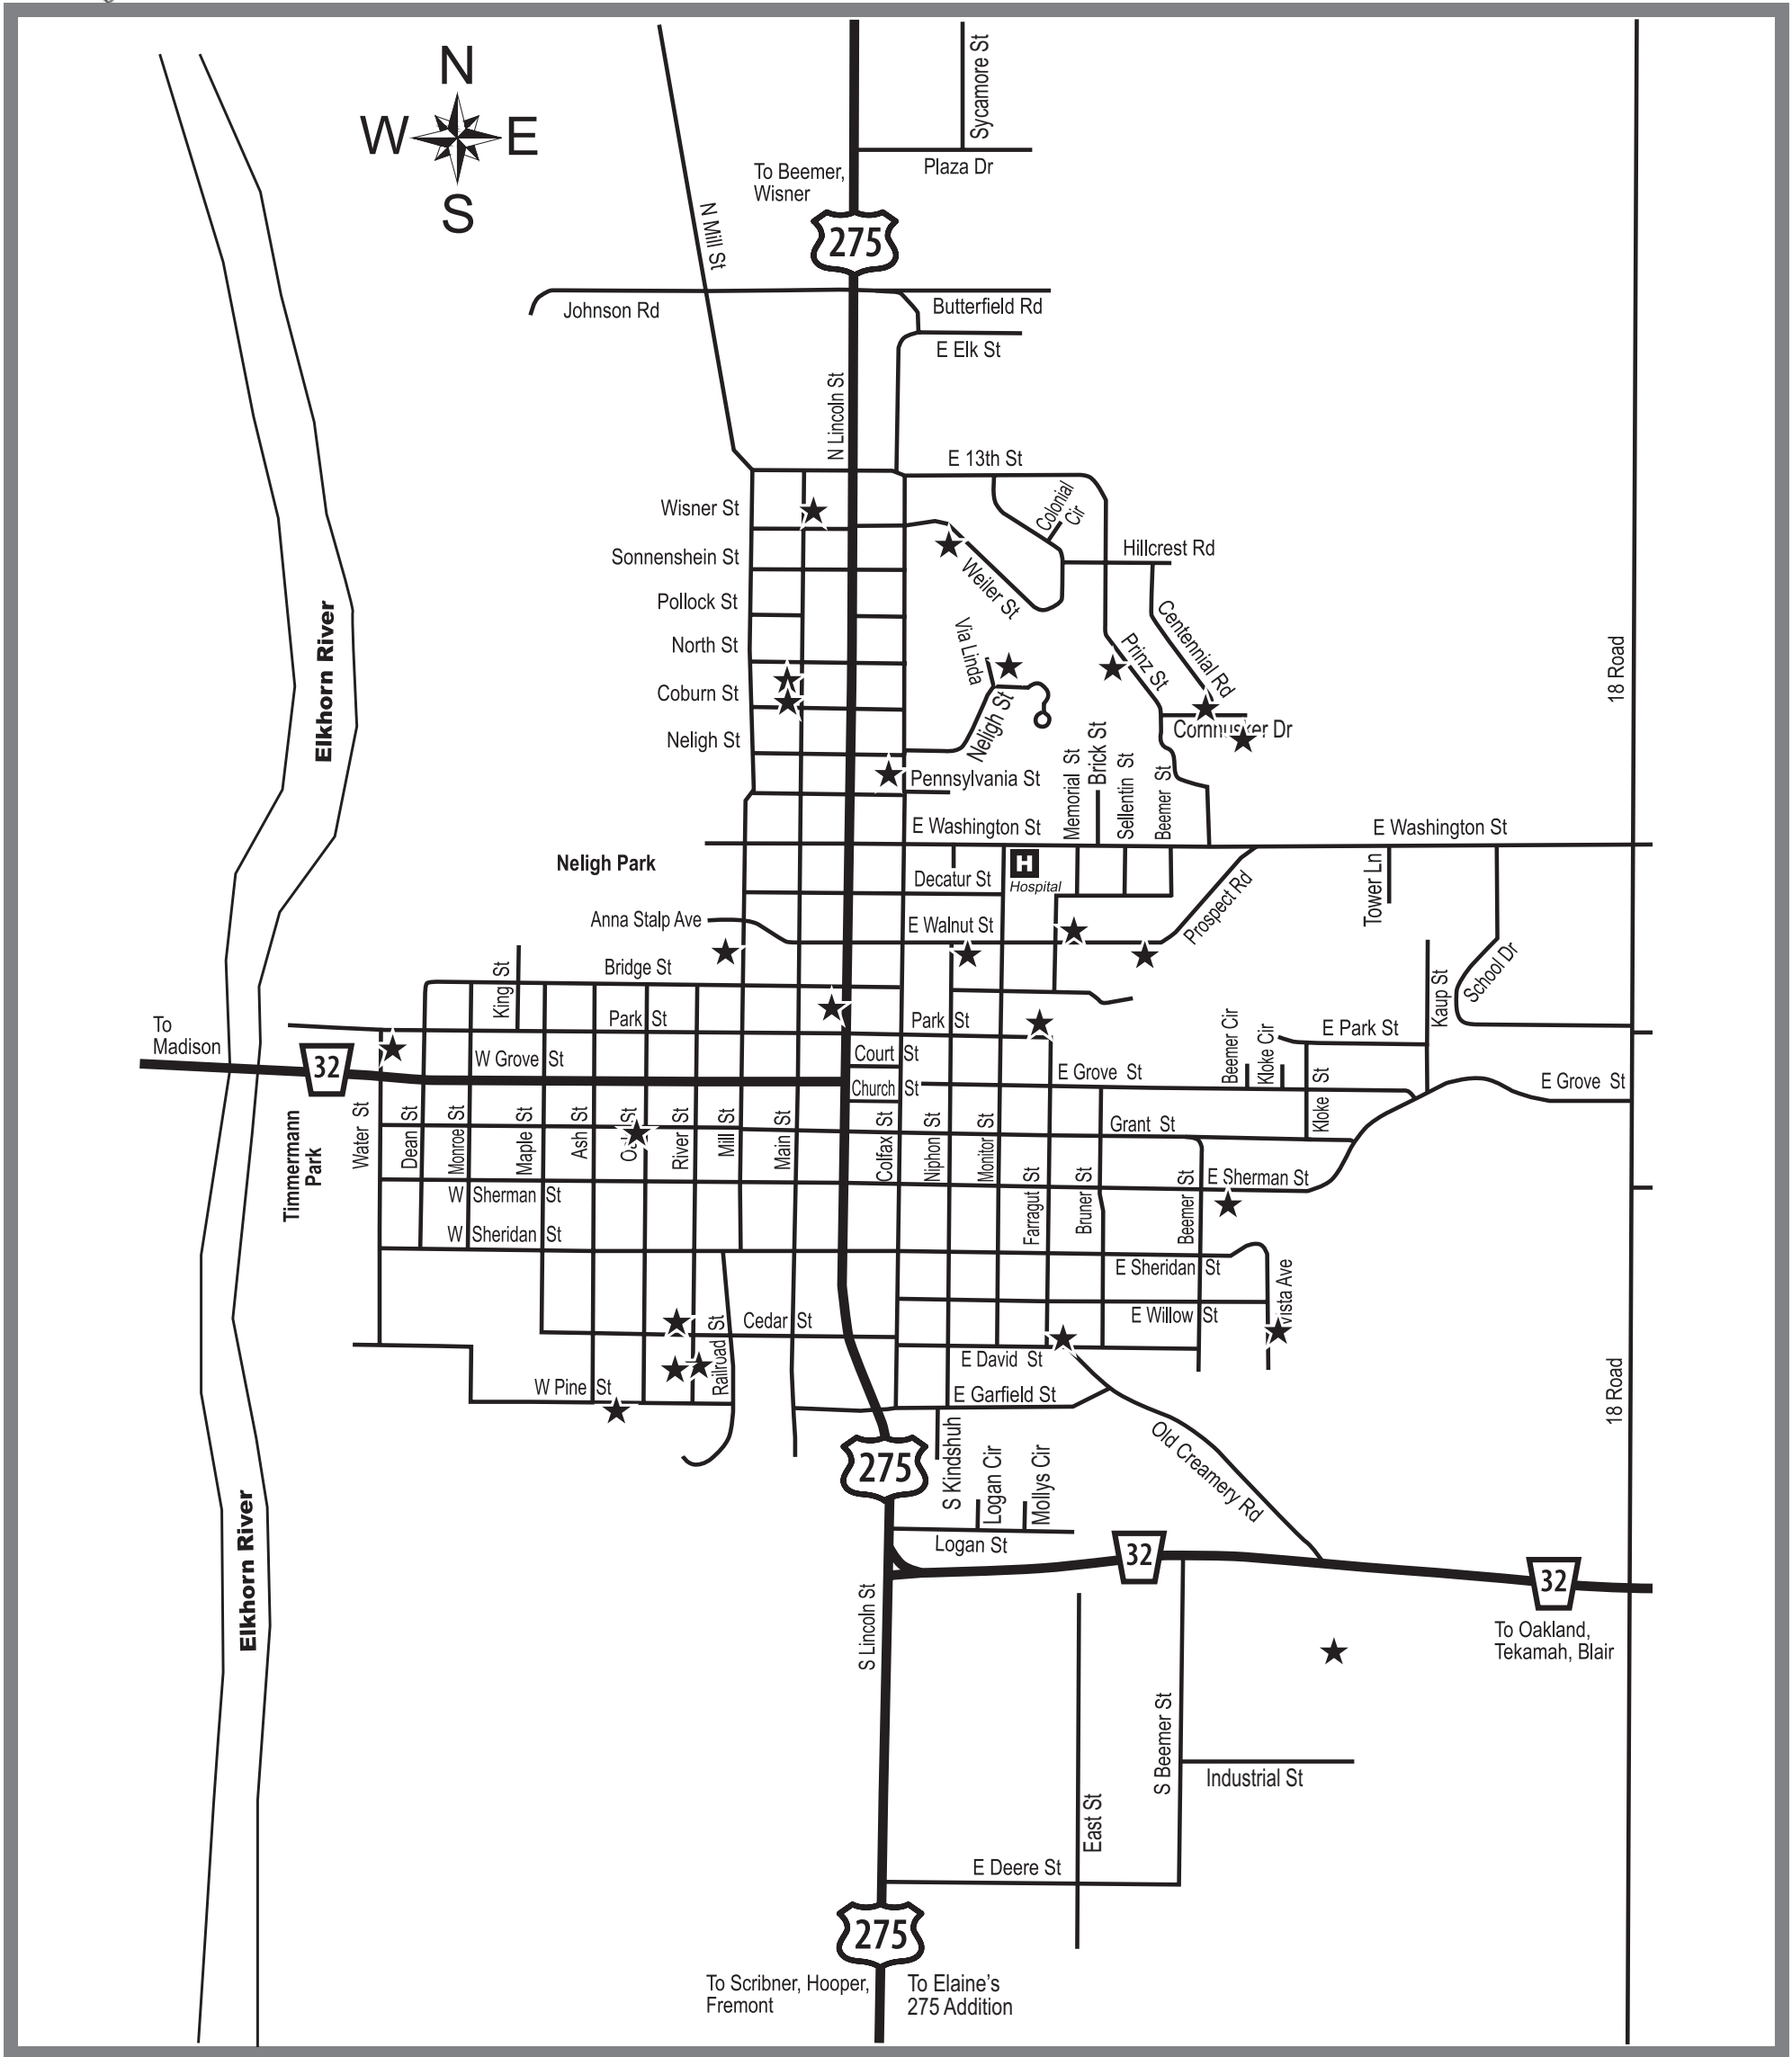 N
W
E
S
Sycamore St
Plaza Dr
To Beemer,
Wisner
275
N Mill St
Johnson Rd
Butterfield Rd
E Elk St
N Lincoln St
E 13th St
Wisner St
Colonial
Cir
Hillcrest Rd
Sonnenshein St
Weiler St
Pollock St
Centennial Rd
Elkhorn River
North St
Via Linda
Prinz St
18 Road
Coburn St
Neligh St
Cornhusker Dr
Neligh St
Memorial St
Brick St
Sellentin St
Beemer St
Pennsylvania St
E Washington St
E Washington St
Neligh Park
H
Hospital
Decatur St
Tower Ln
Prospect Rd
Anna Stalp Ave
E Walnut St
Bridge St
King St
School Dr
Kaup St
To
Madison
Park St
Park St
E Park St
Beemer Cir
Kloke Cir
32
W Grove St
Court St
Church St
E Grove St
E Grove St
Kloke St
Timmermann
Park
Water St
Dean St
Monroe St
Maple St
Ash St
River St
Mill St
Main St
Colfax St
Niphon St
Monitor St
Grant St
Farragut St
Bruner St
Beemer St
E Sherman St
W Sherman St
W Sheridan St
E Sheridan St
Vista Ave
E Willow St
Cedar St
Railroad St
E David St
W Pine St
E Garfield St
18 Road
Old Creamery Rd
275
S Kindshuh
Logan Cir
Mollys Cir
Logan St
Elkhorn River
32
32
S Lincoln St
To Oakland,
Tekamah, Blair
S Beemer St
Industrial St
East St
E Deere St
275
To Scribner, Hooper,
Fremont
To Elaine's
275 Addition